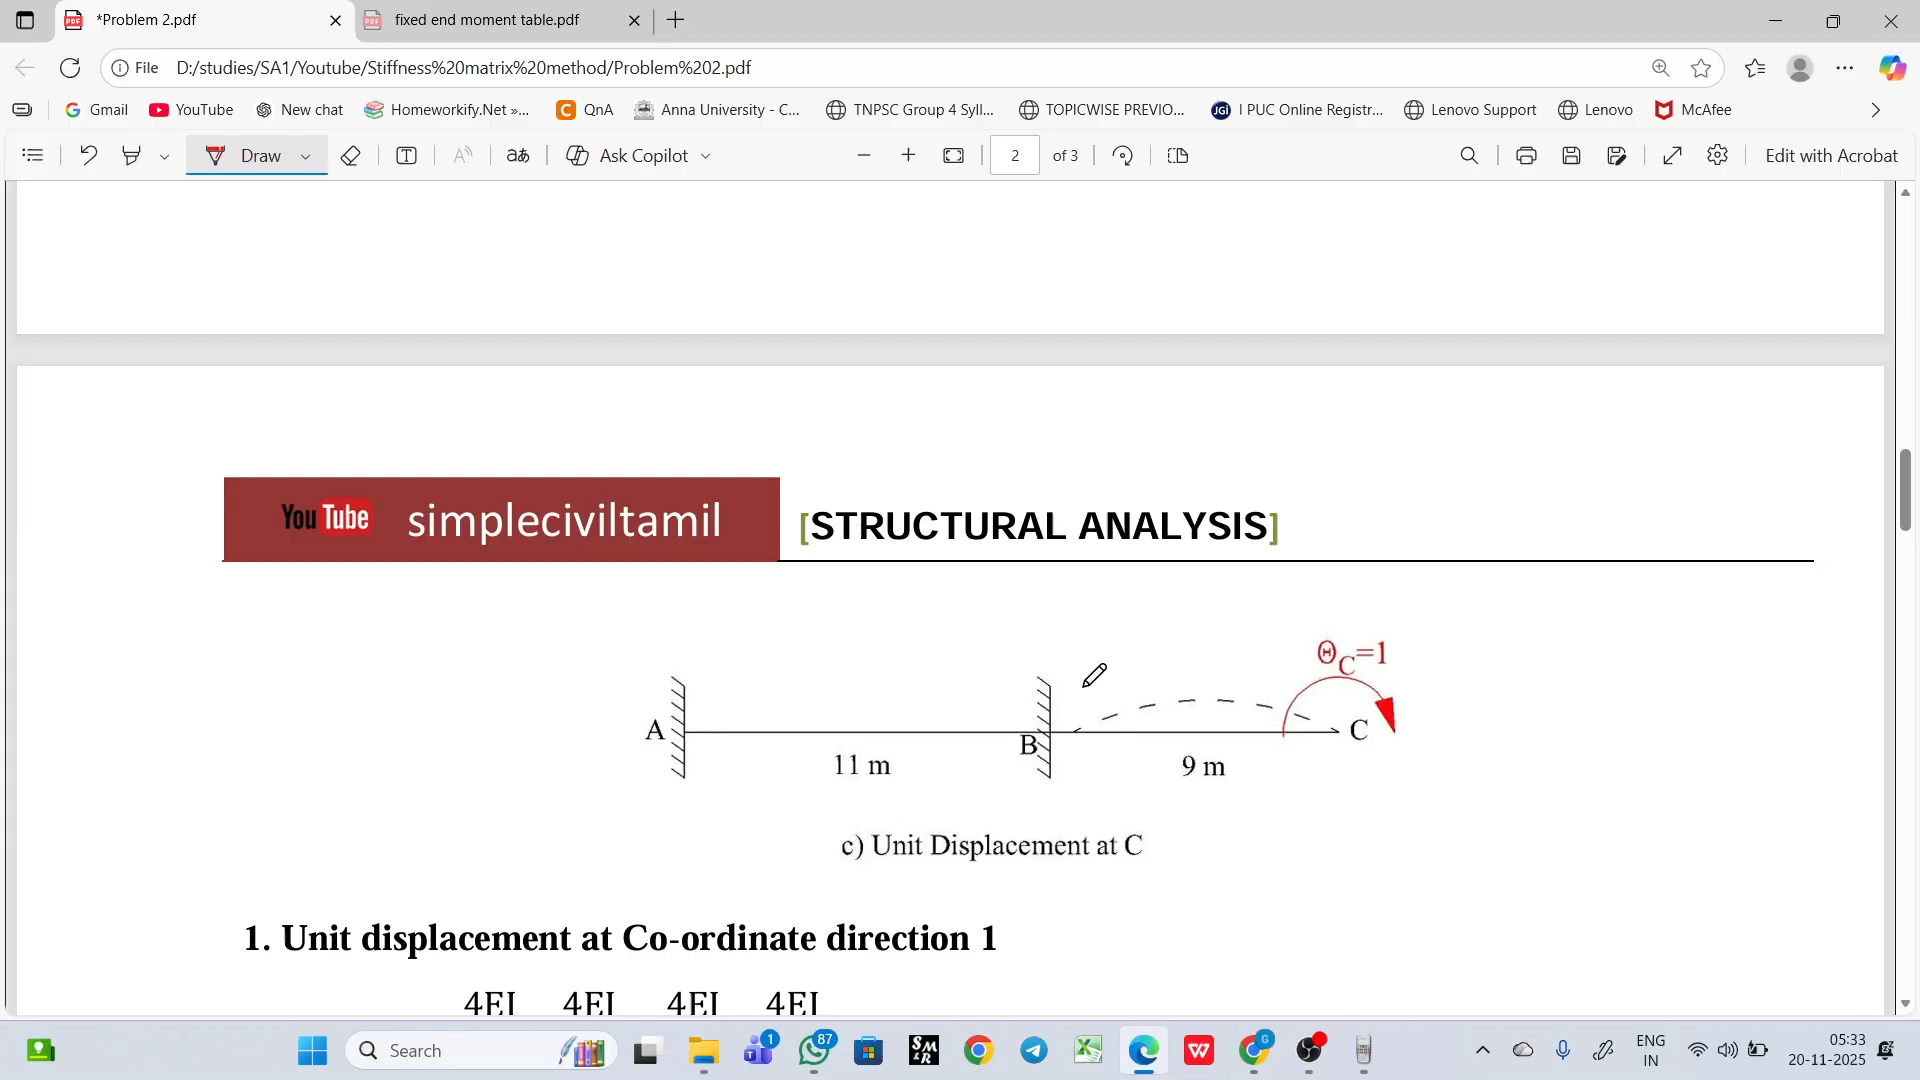 *Problem 2.pdf
fixed end moment table.pdf
File D:/studies/SA1/Youtube/Stiffness%20matrix%20method/Problem%202.pdf
Gmail YouTube New chat Homeworkify.Net »... QnA Anna University - C... TNPSC Group 4 Syll... TOPICWISE PREVIO... JGi I PUC Online Registr... Lenovo Support Lenovo McAfee
Draw Ask Copilot 2 of 3 Edit with Acrobat
YouTube simpleciviltamil [STRUCTURAL ANALYSIS]
ΘC=1
A B C
11 m 9 m
c) Unit Displacement at C
1. Unit displacement at Co-ordinate direction 1
4EI 4EI 4EI 4EI
Search 1 87 SM &R W G ENG IN 05:33 20-11-2025